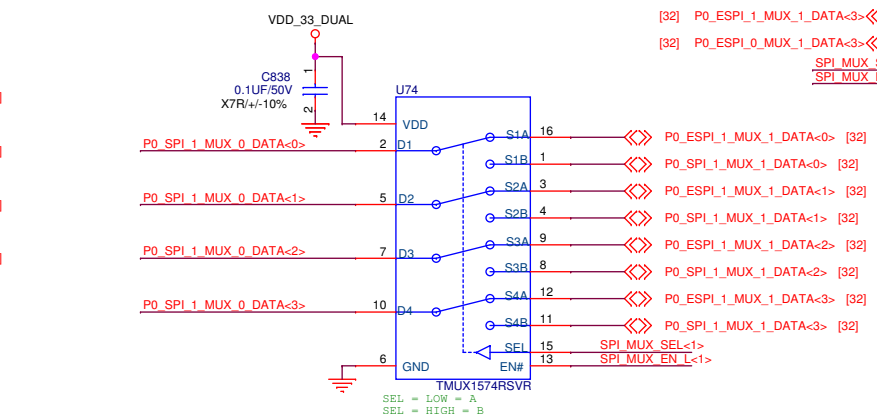 [32] P0_ESPI_1_MUX_1_DATA<3>
VDD_33_DUAL
[32] P0_ESPI_0_MUX_1_DATA<3>
SPI_MUX_
SPI_MUX_
1
C838
0.1UF/50V
X7R/+/-10%
2
U74
14 VDD
P0_SPI_1_MUX_0_DATA<0> 2 D1
S1A 16 P0_ESPI_1_MUX_1_DATA<0> [32]
S1B 1 P0_SPI_1_MUX_1_DATA<0> [32]
S2A 3 P0_ESPI_1_MUX_1_DATA<1> [32]
P0_SPI_1_MUX_0_DATA<1> 5 D2
S2B 4 P0_SPI_1_MUX_1_DATA<1> [32]
S3A 9 P0_ESPI_1_MUX_1_DATA<2> [32]
P0_SPI_1_MUX_0_DATA<2> 7 D3
S3B 8 P0_SPI_1_MUX_1_DATA<2> [32]
S4A 12 P0_ESPI_1_MUX_1_DATA<3> [32]
P0_SPI_1_MUX_0_DATA<3> 10 D4
S4B 11 P0_SPI_1_MUX_1_DATA<3> [32]
SEL 15 SPI_MUX_SEL<1>
6 GND
EN# 13 SPI_MUX_EN_L<1>
TMUX1574RSVR
SEL = LOW = A
SEL = HIGH = B